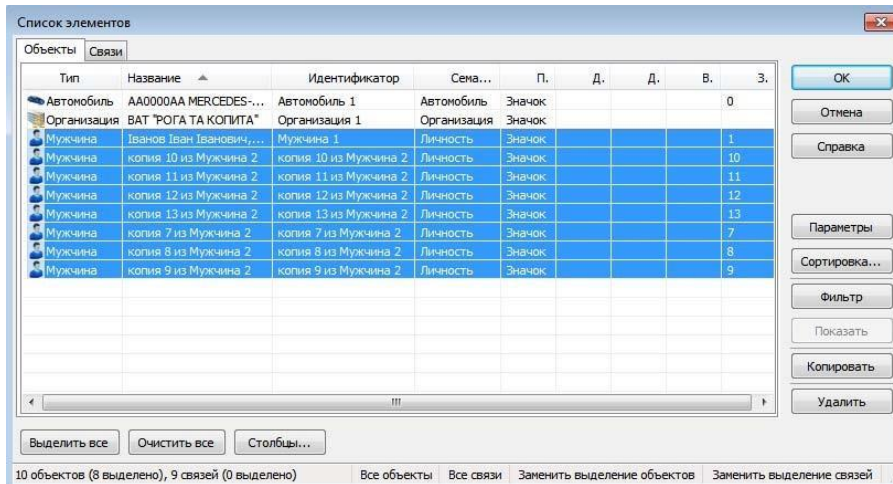 Список элементов
Объекты Связи
Тип Название Идентификатор Сема... П. Д. Д. В. З.
Автомобиль AA0000AA MERCEDES-... Автомобиль 1 Автомобиль Значок 0
Организация ВАТ "РОГА ТА КОПИТА" Организация 1 Организация Значок
Мужчина Іванов Іван Іванович,... Мужчина 1 Личность Значок 1
Мужчина копия 10 из Мужчина 2 копия 10 из Мужчина 2 Личность Значок 10
Мужчина копия 11 из Мужчина 2 копия 11 из Мужчина 2 Личность Значок 11
Мужчина копия 12 из Мужчина 2 копия 12 из Мужчина 2 Личность Значок 12
Мужчина копия 13 из Мужчина 2 копия 13 из Мужчина 2 Личность Значок 13
Мужчина копия 7 из Мужчина 2 копия 7 из Мужчина 2 Личность Значок 7
Мужчина копия 8 из Мужчина 2 копия 8 из Мужчина 2 Личность Значок 8
Мужчина копия 9 из Мужчина 2 копия 9 из Мужчина 2 Личность Значок 9
OK
Отмена
Справка
Параметры
Сортировка...
Фильтр
Показать
Копировать
Удалить
Выделить все Очистить все Столбцы...
10 объектов (8 выделено), 9 связей (0 выделено) Все объекты Все связи Заменить выделение объектов Заменить выделение связей